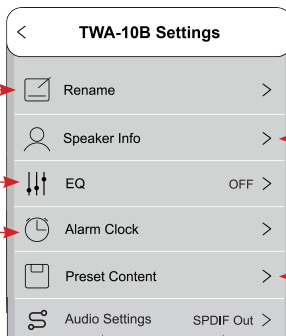 TWA-10B Settings
Rename
Speaker Info
EQ OFF
Alarm Clock
Preset Content
Audio Settings SPDIF Out